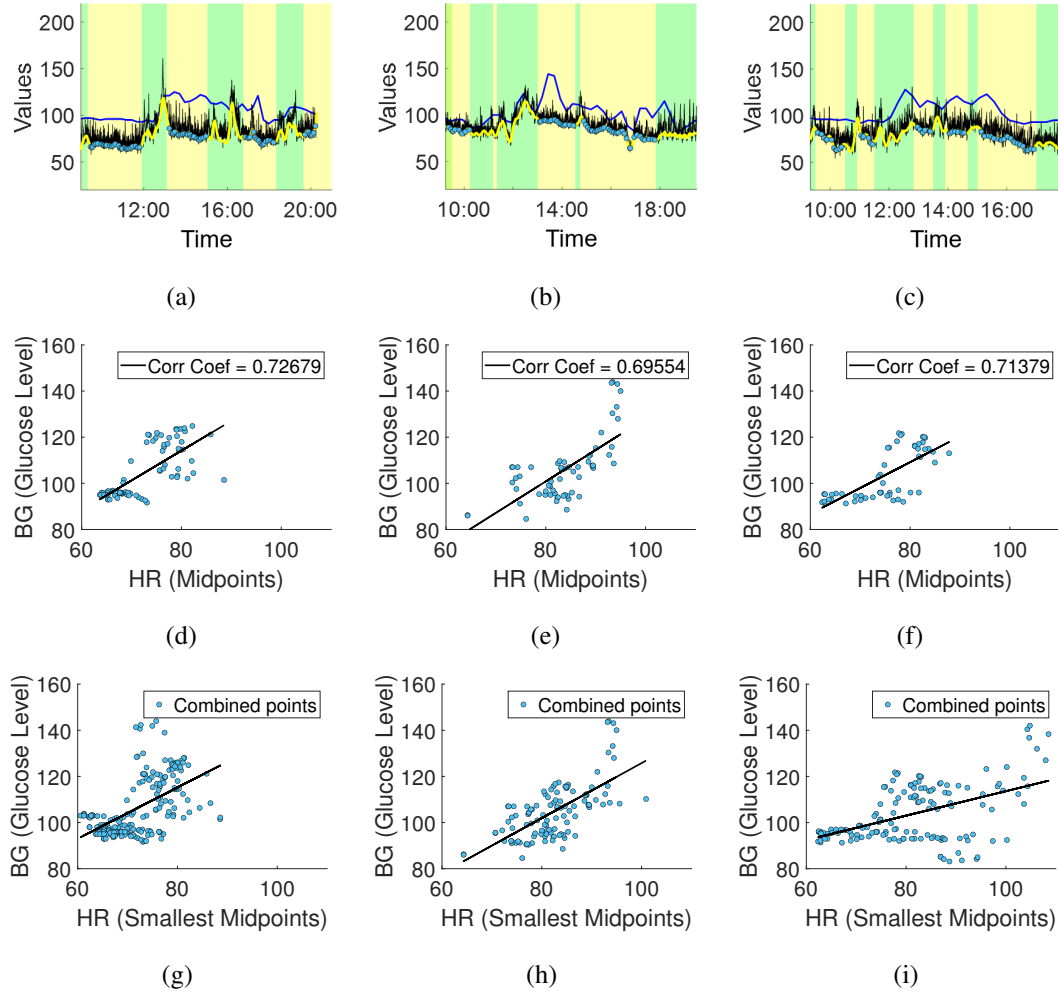 200
150
100
50
Values
12:00 16:00 20:00
Time
(a)
200
150
100
50
Values
10:00 14:00 18:00
Time
(b)
200
150
100
50
Values
10:00 12:00 14:00 16:00
Time
(c)
160
140
120
100
80
BG (Glucose Level)
Corr Coef = 0.72679
60 80 100
HR (Midpoints)
(d)
160
140
120
100
80
BG (Glucose Level)
Corr Coef = 0.69554
60 80 100
HR (Midpoints)
(e)
160
140
120
100
80
BG (Glucose Level)
Corr Coef = 0.71379
60 80 100
HR (Midpoints)
(f)
160
140
120
100
80
BG (Glucose Level)
Combined points
60 80 100
HR (Smallest Midpoints)
(g)
160
140
120
100
80
BG (Glucose Level)
Combined points
60 80 100
HR (Smallest Midpoints)
(h)
160
140
120
100
80
BG (Glucose Level)
Combined points
60 80 100
HR (Smallest Midpoints)
(i)